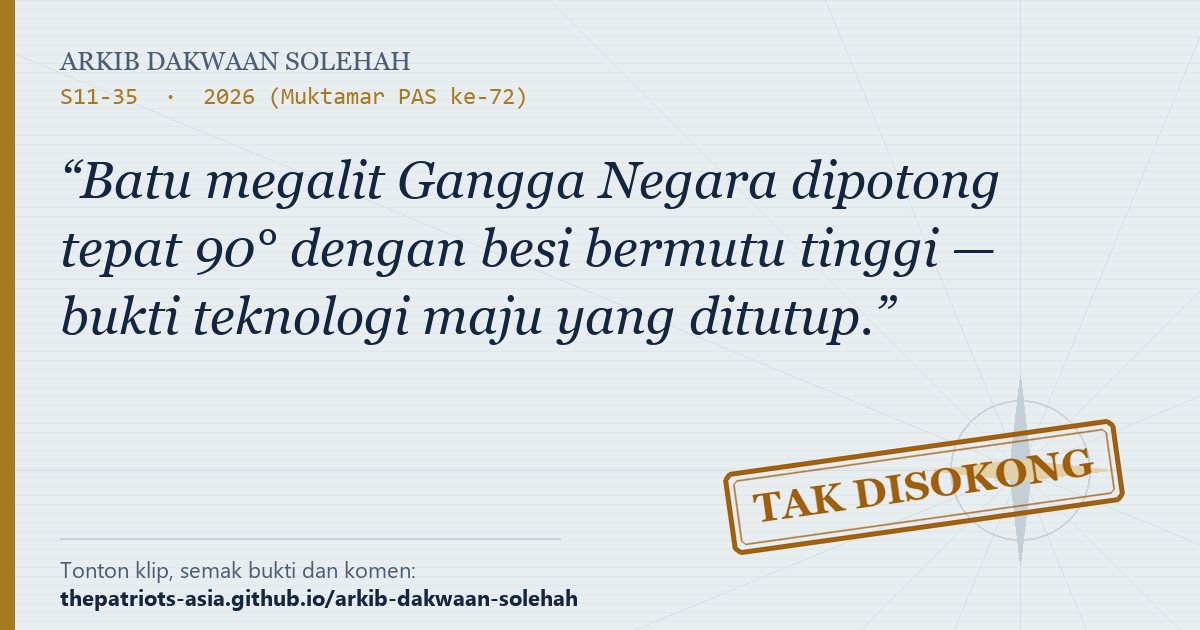 ARKIB DAKWAAN SOLEHAH
S11-35 · 2026 (Muktamar PAS ke-72)
“Batu megalit Gangga Negara dipotong
tepat 90° dengan besi bermutu tinggi —
bukti teknologi maju yang ditutup.”
TAK DISOKONG
Tonton klip, semak bukti dan komen:
thepatriots-asia.github.io/arkib-dakwaan-solehah